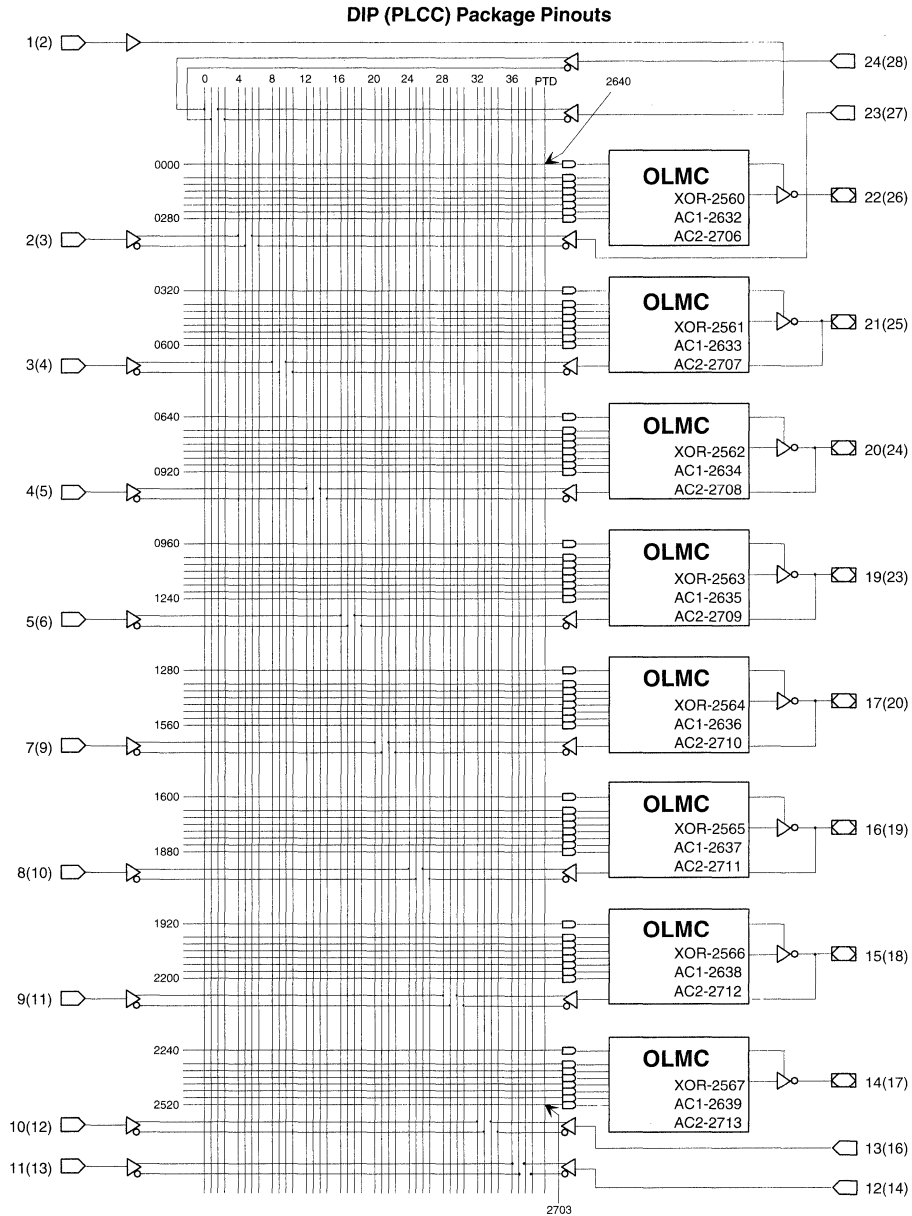 DIP (PLCC) Package Pinouts
1(2)
24(28)
0 4 8 12 16 20 24 28 32 36 PTD 2640
23(27)
0000
OLMC
XOR-2560
22(26)
AC1-2632
0280
2(3)
AC2-2706
0320
OLMC
XOR-2561
21(25)
AC1-2633
0600
3(4)
AC2-2707
0640
OLMC
XOR-2562
20(24)
AC1-2634
0920
4(5)
AC2-2708
0960
OLMC
XOR-2563
19(23)
AC1-2635
1240
5(6)
AC2-2709
1280
OLMC
XOR-2564
17(20)
AC1-2636
1560
7(9)
AC2-2710
1600
OLMC
XOR-2565
16(19)
AC1-2637
1880
8(10)
AC2-2711
1920
OLMC
XOR-2566
15(18)
AC1-2638
2200
9(11)
AC2-2712
2240
OLMC
XOR-2567
14(17)
AC1-2639
2520
10(12)
AC2-2713
13(16)
11(13)
12(14)
2703